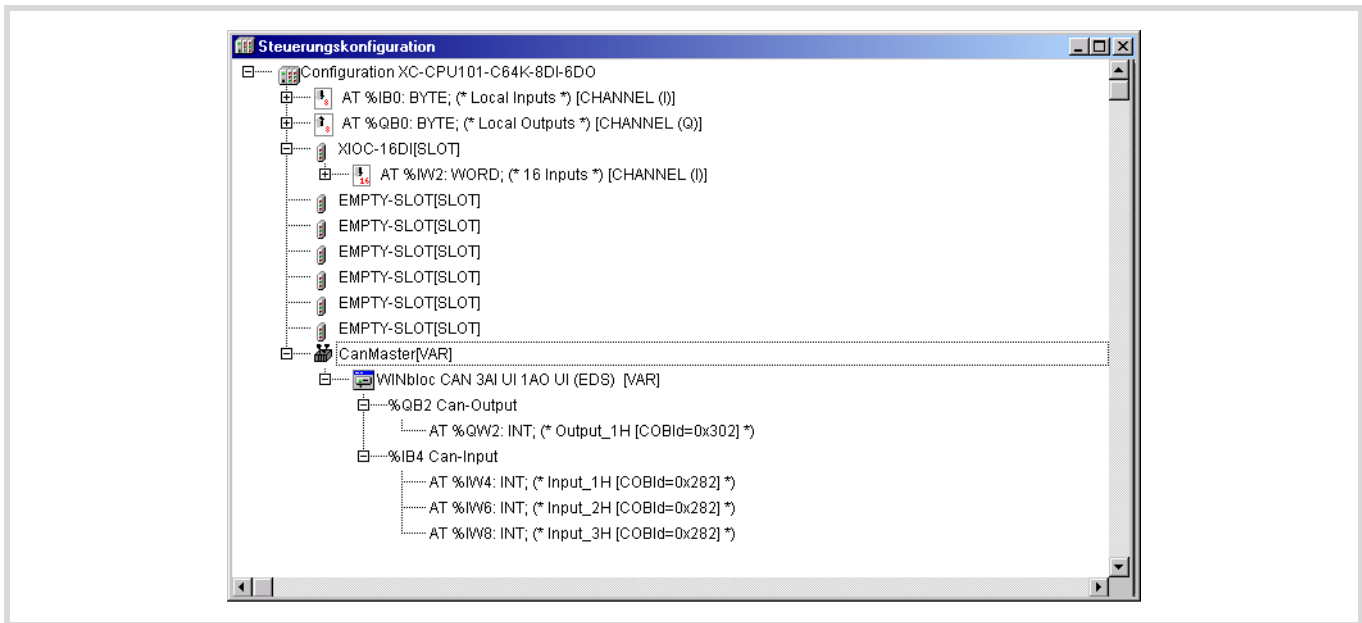 Steuerungskonfiguration
Configuration XC-CPU101-C64K-8DI-6DO
AT %IB0: BYTE; (* Local Inputs *) [CHANNEL (I)]
AT %QB0: BYTE; (* Local Outputs *) [CHANNEL (Q)]
XIOC-16DI[SLOT]
AT %IW2: WORD; (* 16 Inputs *) [CHANNEL (I)]
EMPTY-SLOT[SLOT]
EMPTY-SLOT[SLOT]
EMPTY-SLOT[SLOT]
EMPTY-SLOT[SLOT]
EMPTY-SLOT[SLOT]
EMPTY-SLOT[SLOT]
CanMaster[VAR]
WINbloc CAN 3AI UI 1AO UI (EDS) [VAR]
%QB2 Can-Output
AT %QW2: INT; (* Output_1H [COBId=0x302] *)
%IB4 Can-Input
AT %IW4: INT; (* Input_1H [COBId=0x282] *)
AT %IW6: INT; (* Input_2H [COBId=0x282] *)
AT %IW8: INT; (* Input_3H [COBId=0x282] *)